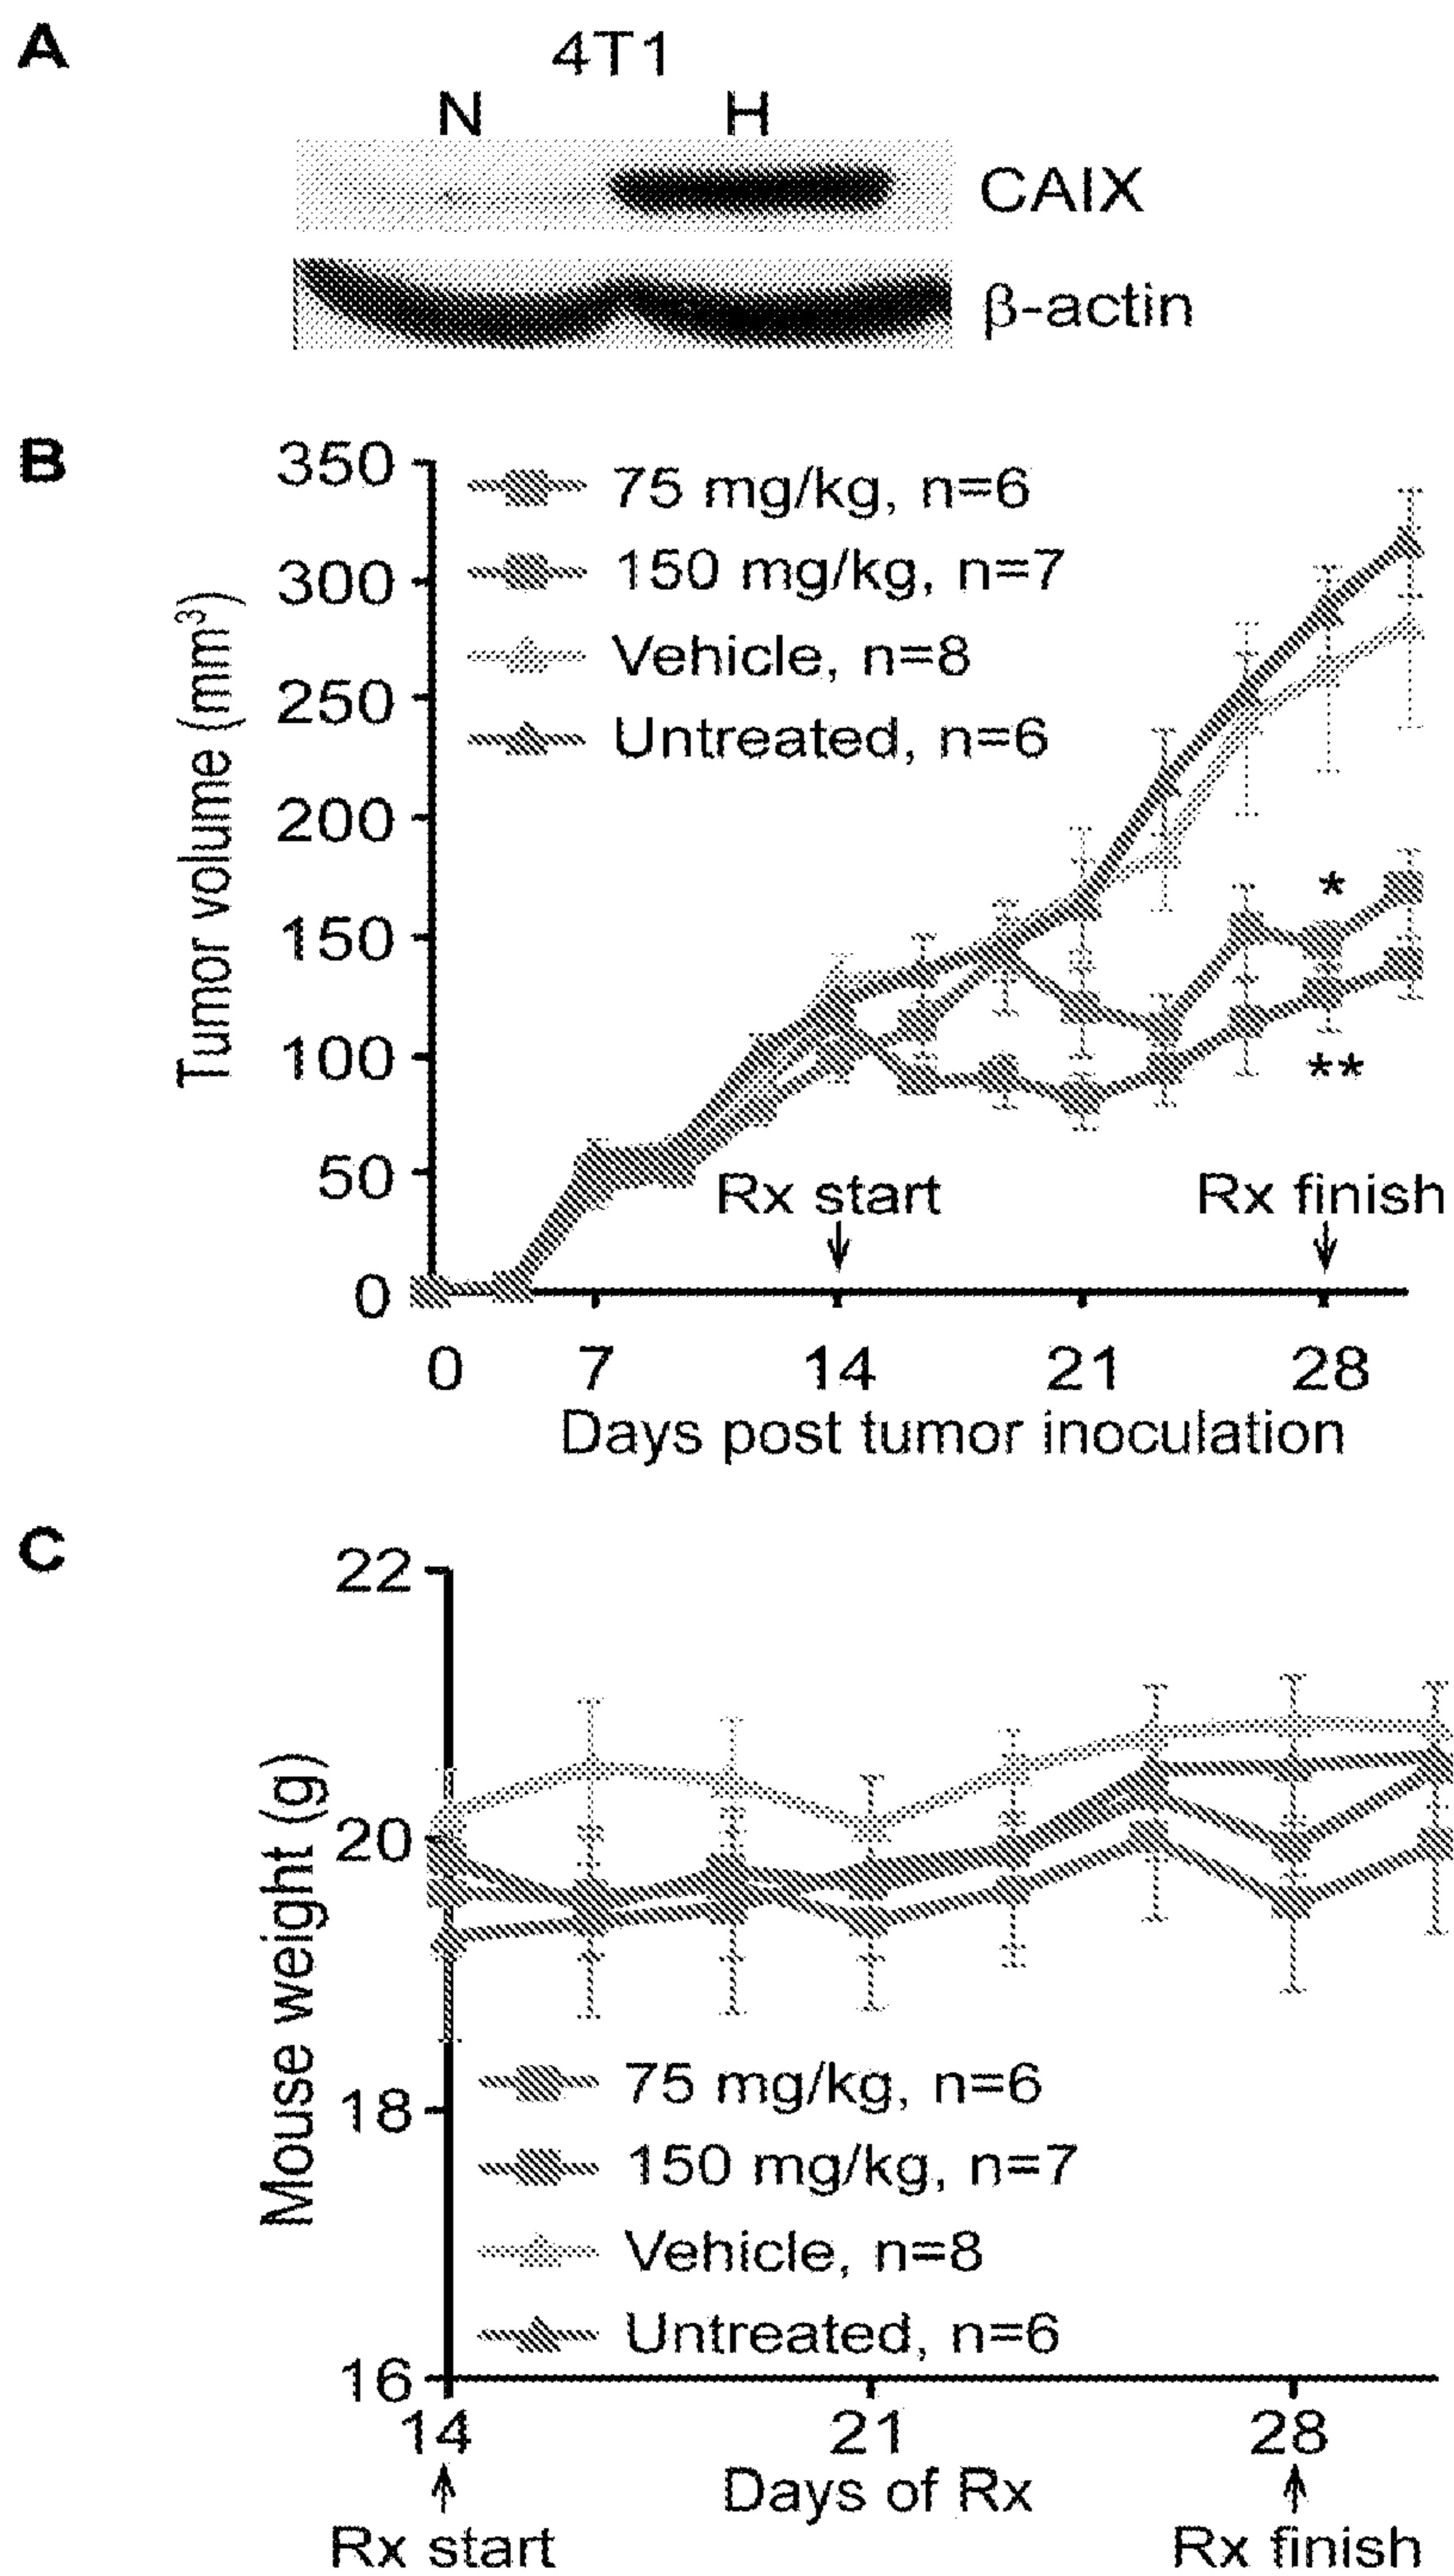 A
4T1
N H
CAIX
β-actin
B
350
300
250
200
150
100
50
0
Tumor volume (mm³)
75 mg/kg, n=6
150 mg/kg, n=7
Vehicle, n=8
Untreated, n=6
*
**
Rx start
Rx finish
0 7 14 21 28
Days post tumor inoculation
C
22
20
18
16
Mouse weight (g)
75 mg/kg, n=6
150 mg/kg, n=7
Vehicle, n=8
Untreated, n=6
14 21 28
Days of Rx
Rx start
Rx finish